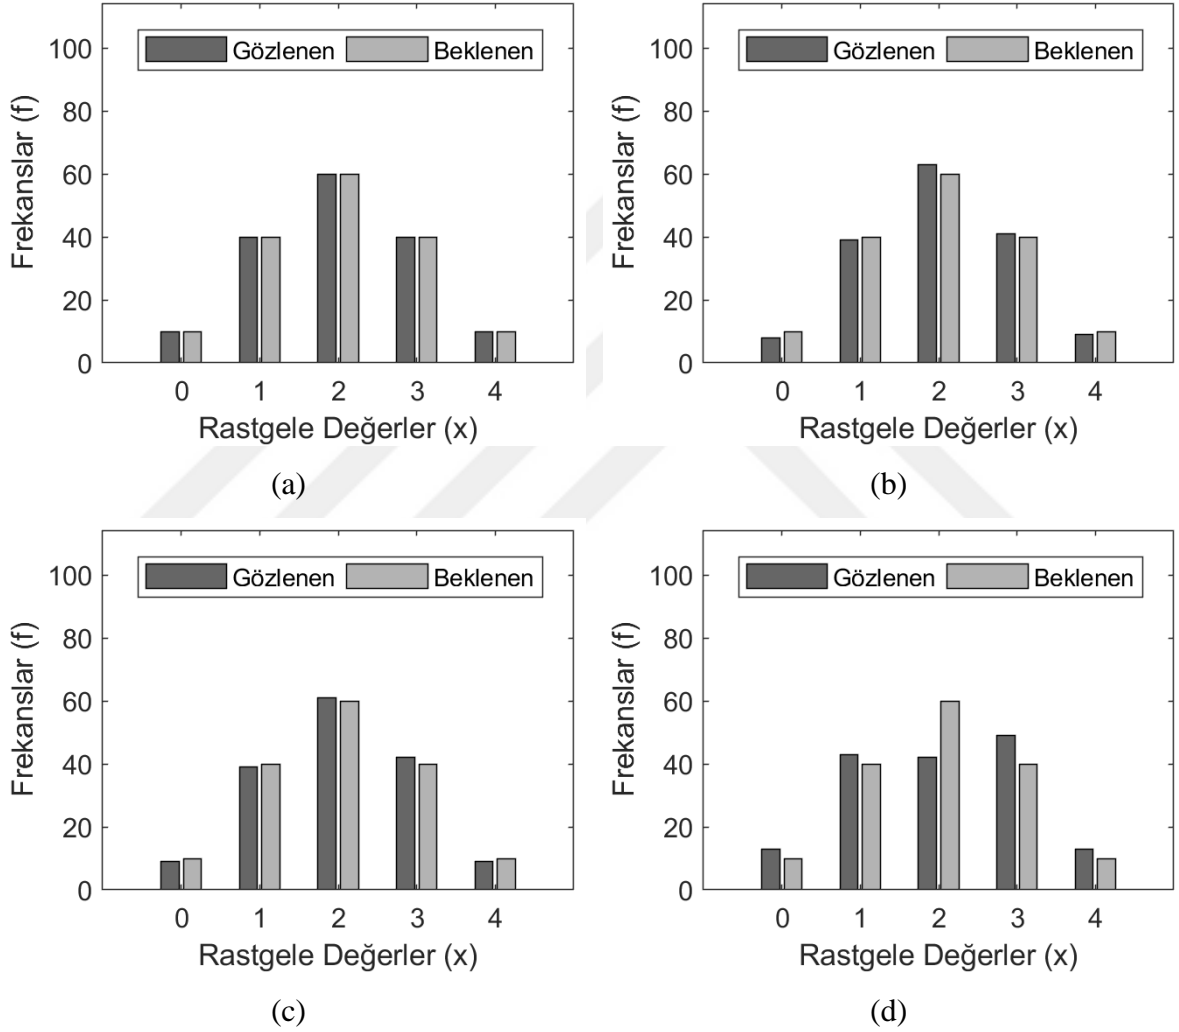 Gözlenen Beklenen
Frekanslar (f)
100
80
60
40
20
0
0 1 2 3 4
Rastgele Değerler (x)
(a)
Gözlenen Beklenen
Frekanslar (f)
100
80
60
40
20
0
0 1 2 3 4
Rastgele Değerler (x)
(b)
Gözlenen Beklenen
Frekanslar (f)
100
80
60
40
20
0
0 1 2 3 4
Rastgele Değerler (x)
(c)
Gözlenen Beklenen
Frekanslar (f)
100
80
60
40
20
0
0 1 2 3 4
Rastgele Değerler (x)
(d)